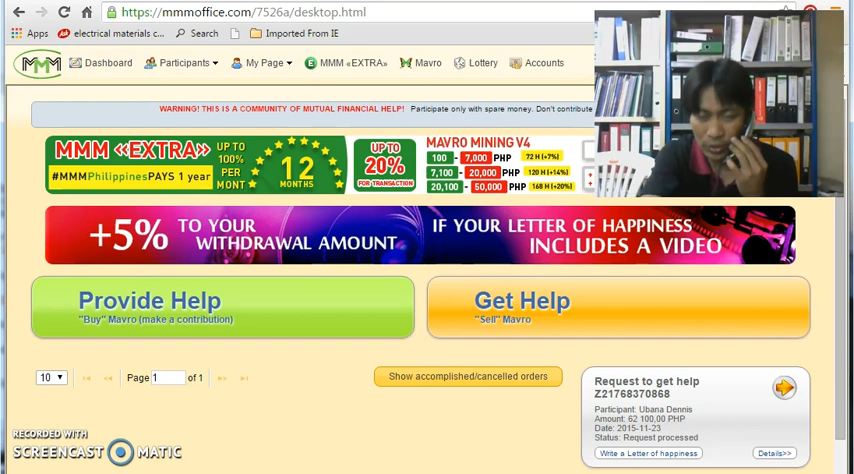 https://mmmoffice.com/7526a/desktop.html
Apps electrical materials c... Search Imported From IE
MMM Dashboard Participants My Page MMM «EXTRA» Mavro Lottery Accounts
WARNING! THIS IS A COMMUNITY OF MUTUAL FINANCIAL HELP! Participate only with spare money. Don't contribute
MMM «EXTRA»
#MMMPhilippinesPAYS 1 year
UP TO
100%
PER
MONT
12
MONTHS
UP TO
20%
FOR TRANSACTION
MAVRO MINING V4
100 - 7,000 PHP 72 H (+7%)
7,100 - 20,000 PHP 120 H (+14%)
20,100 - 50,000 PHP 168 H (+20%)
+5% TO YOUR
WITHDRAWAL AMOUNT
IF YOUR LETTER OF HAPPINESS
INCLUDES A VIDEO
Provide Help
"Buy" Mavro (make a contribution)
Get Help
"Sell" Mavro
10 Page 1 of 1
Show accomplished/cancelled orders
Request to get help
Z21768370868
Participant: Ubana Dennis
Amount: 62 100,00 PHP
Date: 2015-11-23
Status: Request processed
Write a Letter of happiness Details>>
RECORDED WITH
SCREENCAST MATIC